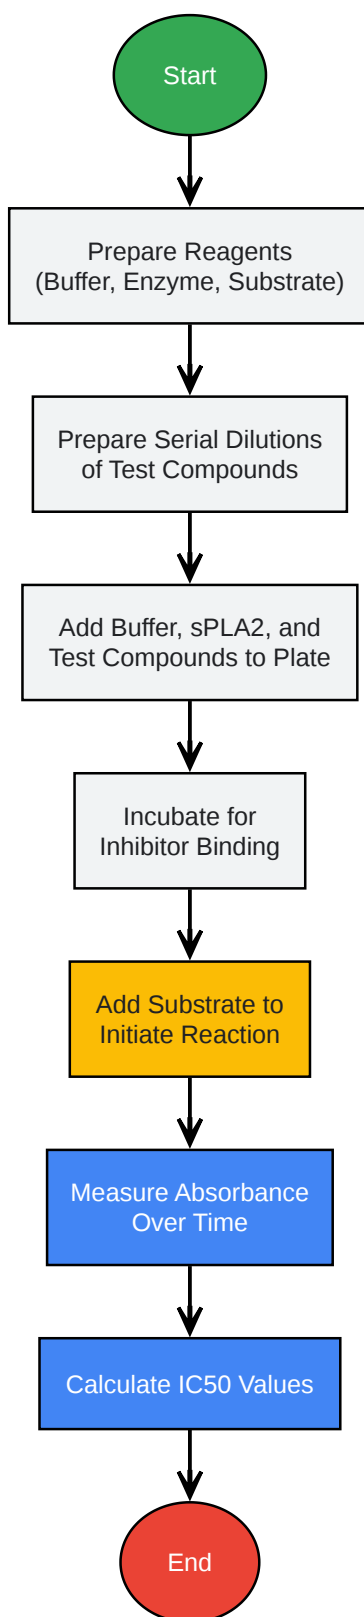 Start
Prepare Reagents
(Buffer, Enzyme, Substrate)
Prepare Serial Dilutions
of Test Compounds
Add Buffer, sPLA2, and
Test Compounds to Plate
Incubate for
Inhibitor Binding
Add Substrate to
Initiate Reaction
Measure Absorbance
Over Time
Calculate IC50 Values
End